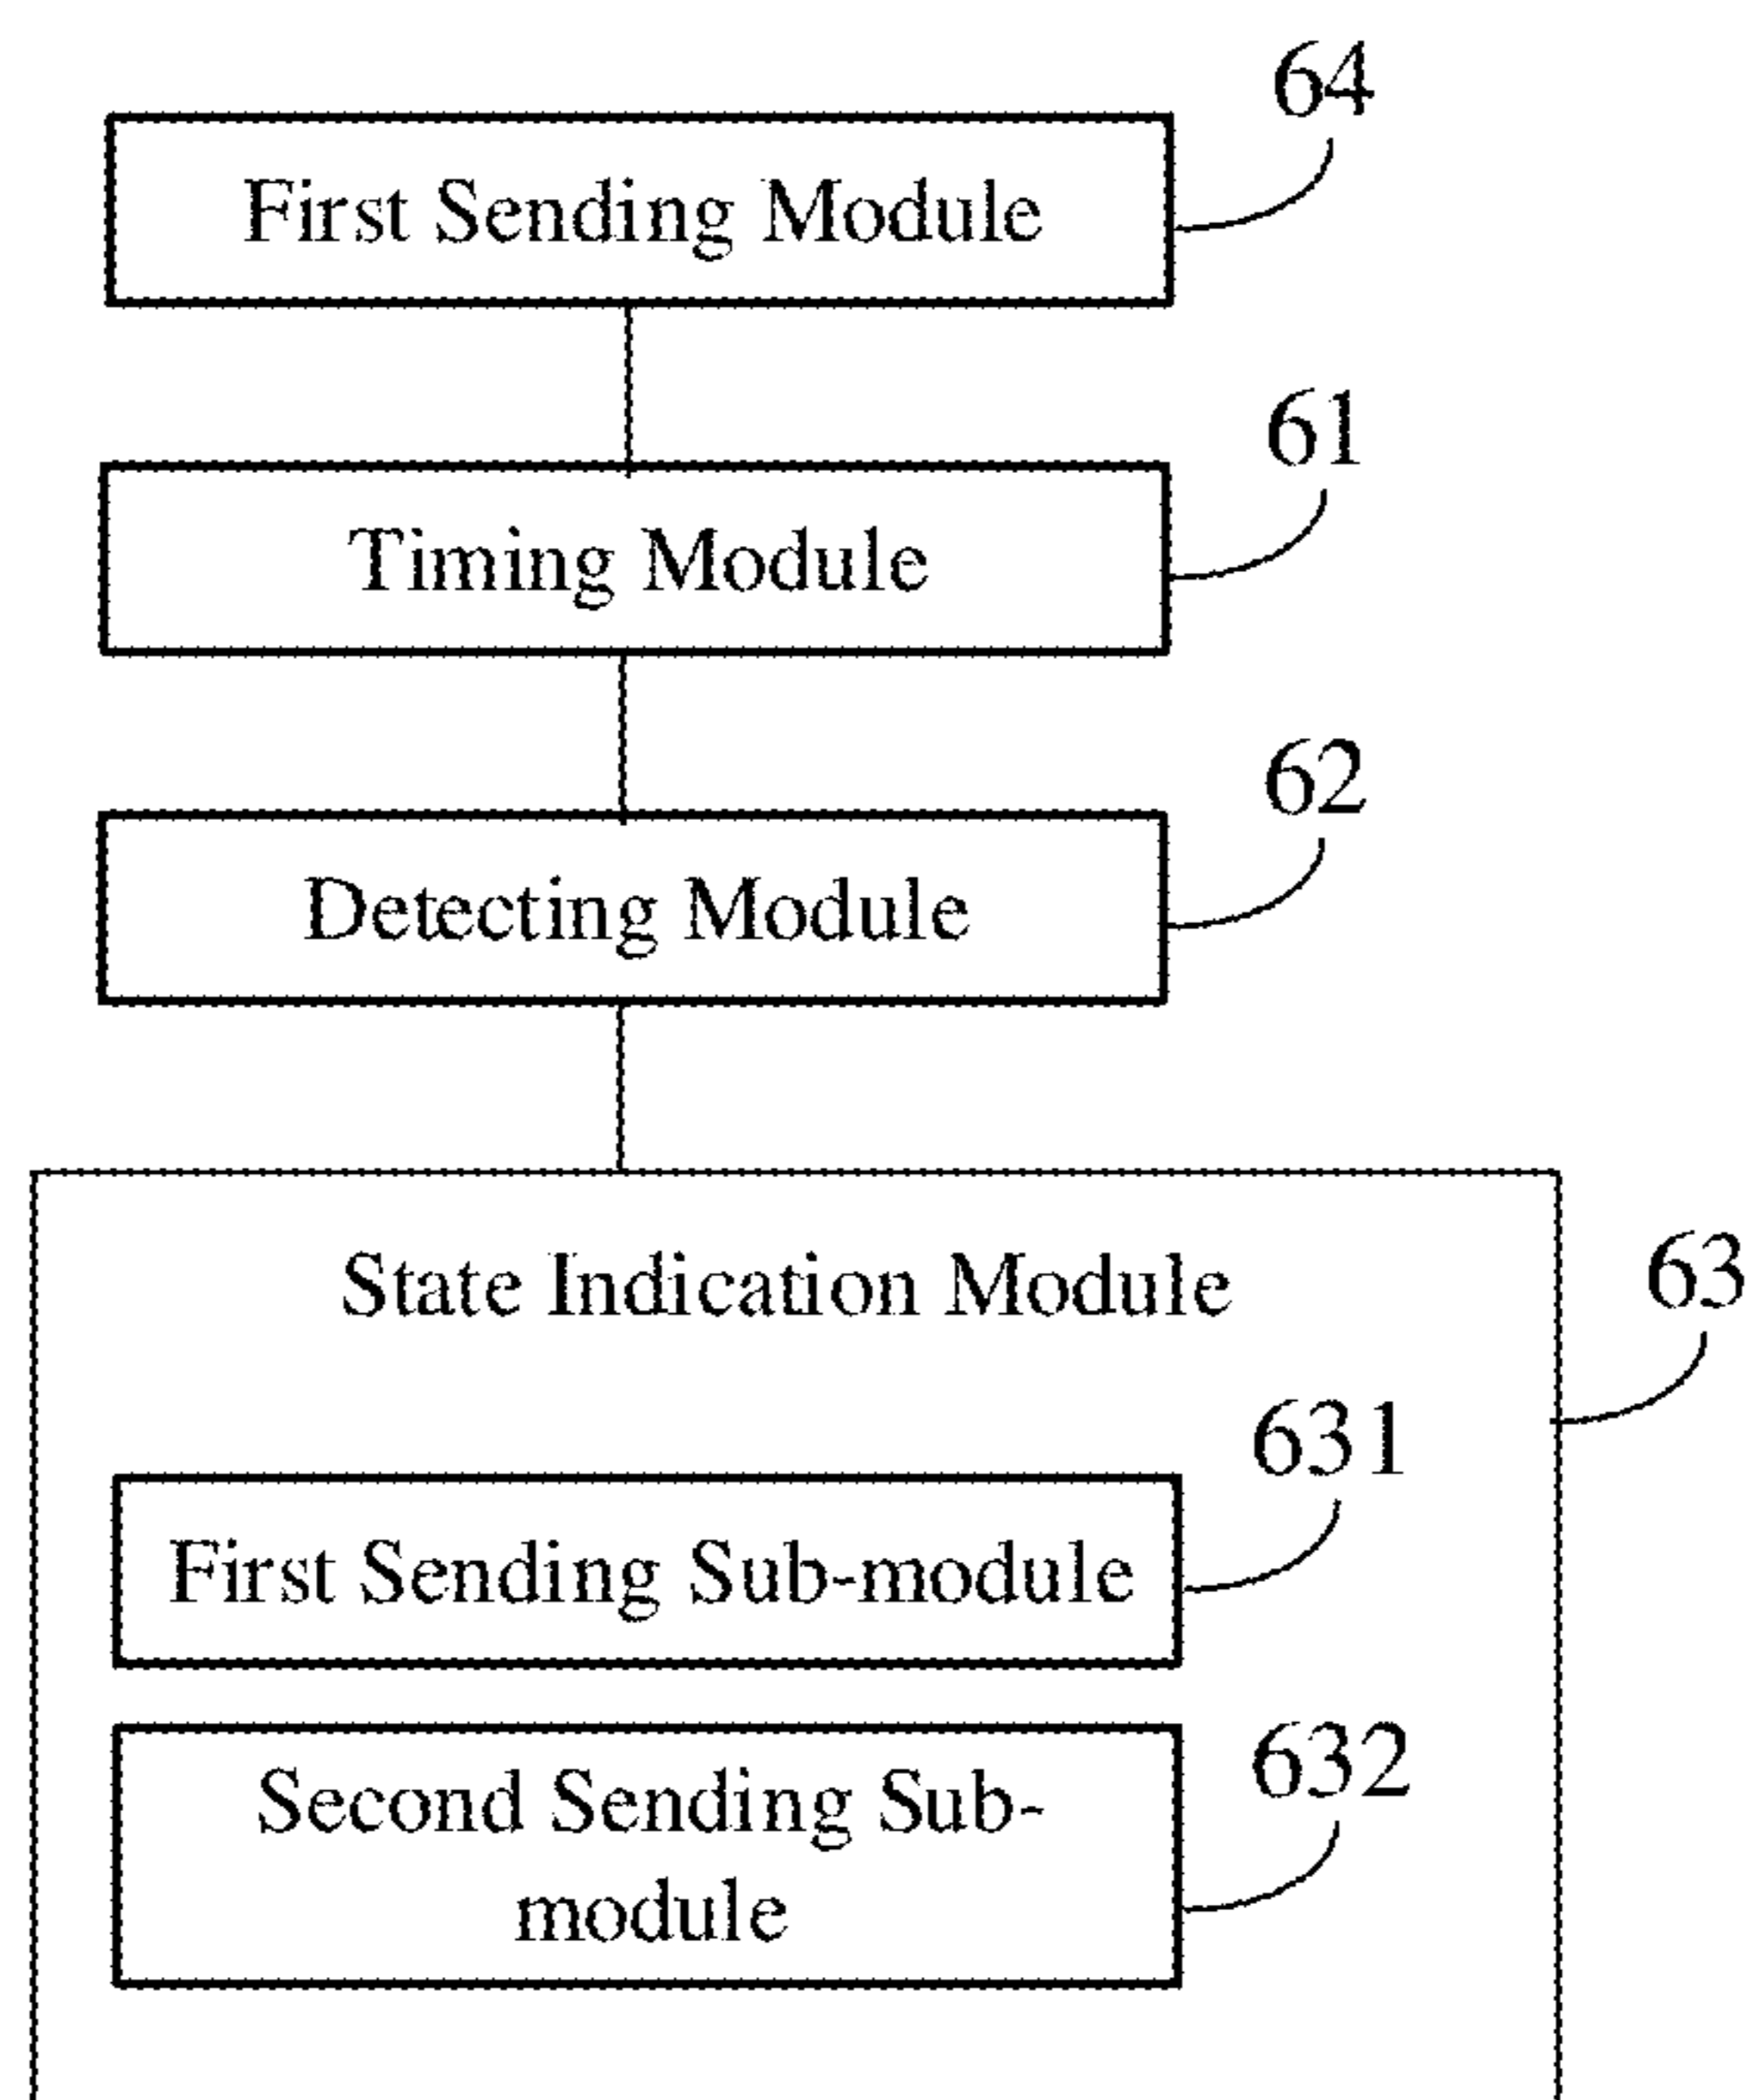 64
First Sending Module
61
Timing Module
62
Detecting Module
State Indication Module
63
631
First Sending Sub-module
632
Second Sending Sub-
module